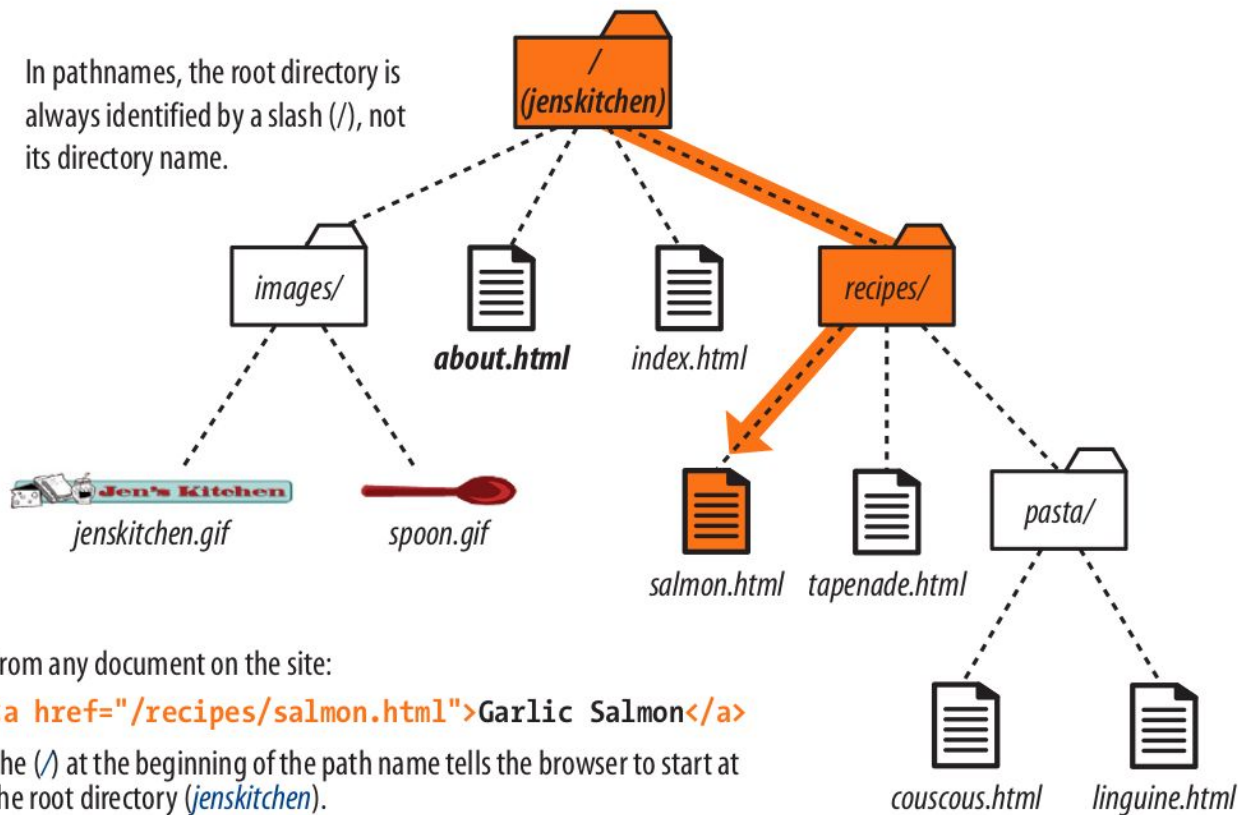 In pathnames, the root directory is
always identified by a slash (/), not
its directory name.
/
(jenskitchen)
images/
about.html
index.html
recipes/
Jen's Kitchen
jenskitchen.gif
spoon.gif
salmon.html
tapenade.html
pasta/
couscous.html
linguine.html
rom any document on the site:
a href="/recipes/salmon.html">Garlic Salmon</a>
he (/) at the beginning of the path name tells the browser to start at
he root directory (jenskitchen).